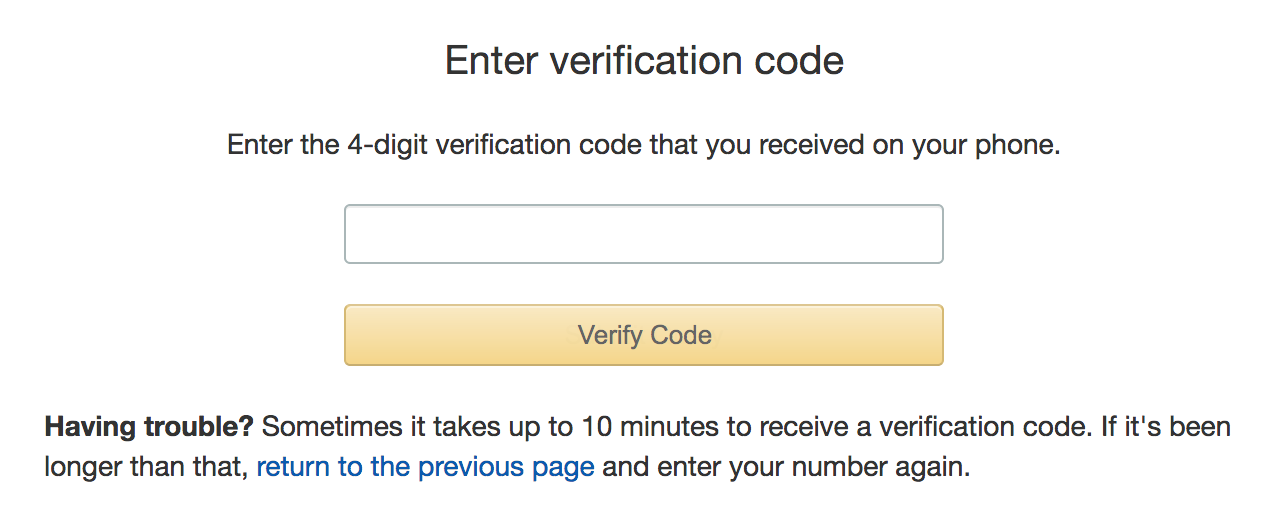 Enter verification code
Enter the 4-digit verification code that you received on your phone.
Verify Code
Having trouble? Sometimes it takes up to 10 minutes to receive a verification code. If it's been
longer than that, return to the previous page and enter your number again.